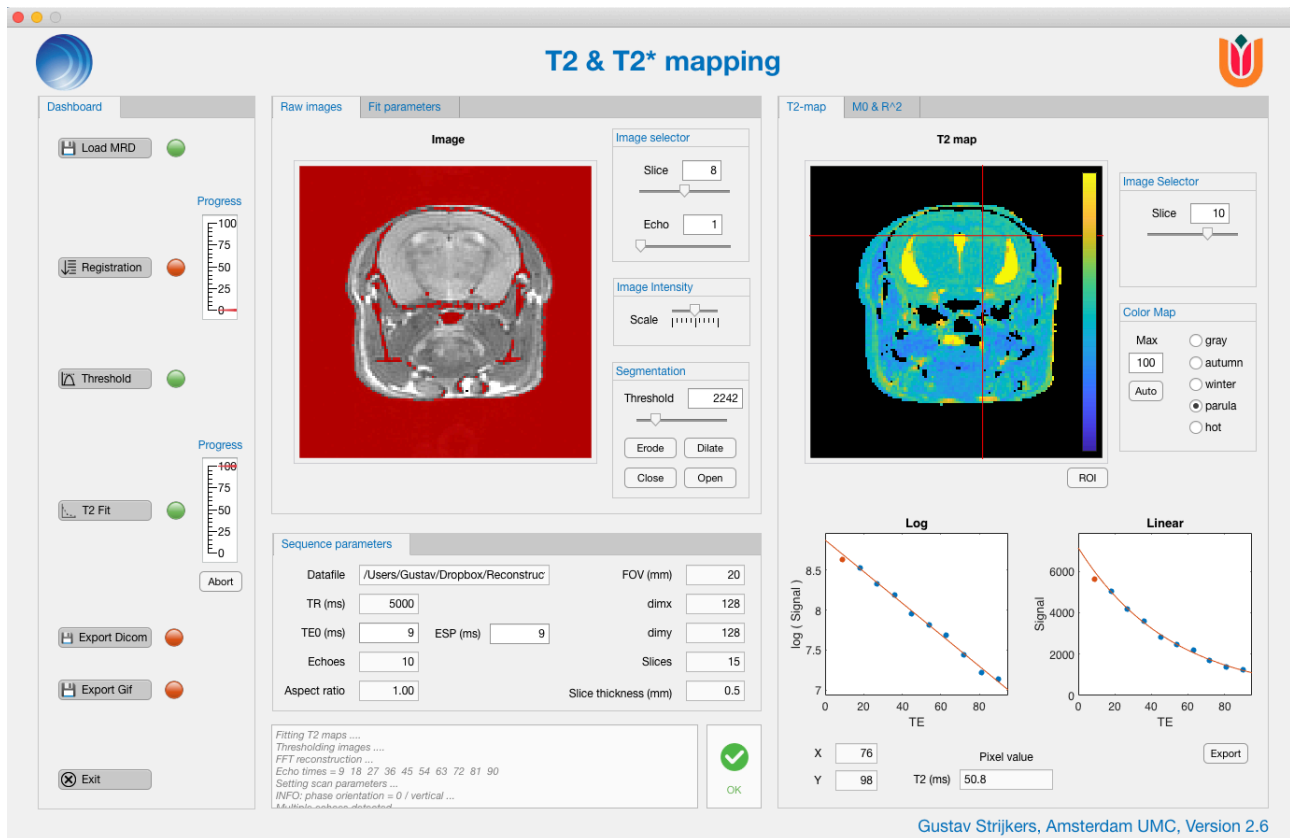 T2 & T2* mapping
Dashboard
Load MRD
Progress
100
75
50
25
0
Registration
Threshold
Progress
100
75
50
25
0
T2 Fit
Abort
Export Dicom
Export Gif
Exit
Raw images
Fit parameters
Image
Image selector
Slice 8
Echo 1
Image Intensity
Scale
Segmentation
Threshold 2242
Erode Dilate
Close Open
Sequence parameters
Datafile /Users/Gustav/Dropbox/Reconstruc FOV (mm) 20
TR (ms) 5000 dimx 128
TE0 (ms) 9 ESP (ms) 9 dimy 128
Echoes 10 Slices 15
Aspect ratio 1.00 Slice thickness (mm) 0.5
Fitting T2 maps ....
Thresholding images ....
FFT reconstruction ...
Echo times = 9 18 27 36 45 54 63 72 81 90
Setting scan parameters ...
INFO: phase orientation = 0 / vertical ...
Multiple echoes detected
OK
T2-map
M0 & R^2
T2 map
Image Selector
Slice 10
Color Map
Max
100
Auto
gray
autumn
winter
parula
hot
ROI
Log
8.5
8
7.5
7
log ( Signal )
0 20 40 60 80
TE
Linear
6000
4000
2000
0
Signal
0 20 40 60 80
TE
X 76
Y 98
Pixel value
T2 (ms) 50.8
Export
Gustav Strijkers, Amsterdam UMC, Version 2.6